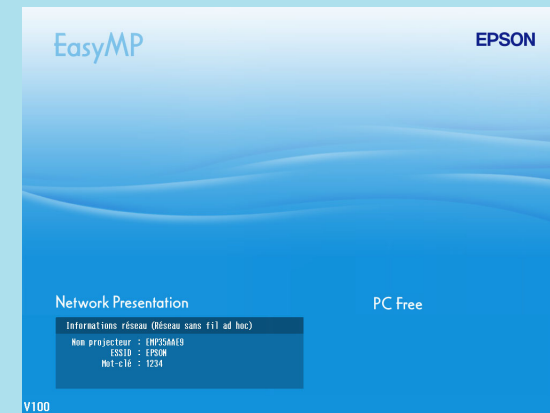 EasyMP
EPSON
Network Presentation
PC Free
Informations réseau (Réseau sans fil ad hoc)
Nom projecteur : EMP35AAE9
ESSID : EPSON
Mot-clé : 1234
V100